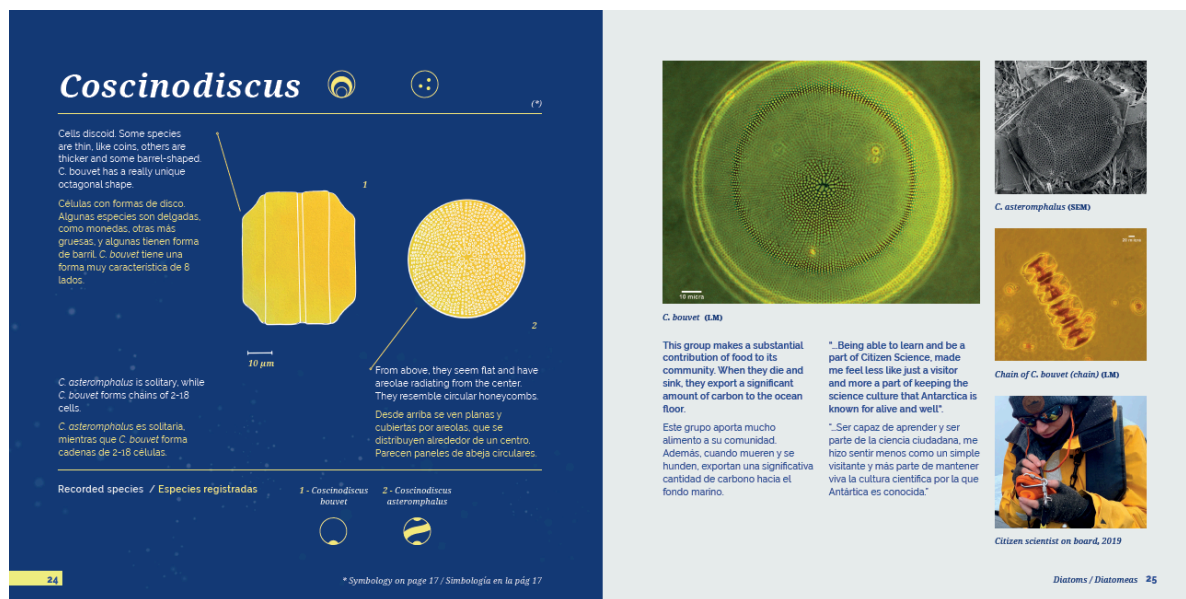 Coscinodiscus
(*)
Cells discoid. Some species
are thin, like coins, others are
thicker and some barrel-shaped.
C. bouvet has a really unique
octagonal shape.
Células con formas de disco.
Algunas especies son delgadas,
como monedas, otras más
gruesas, y algunas tienen forma
de barril. C. bouvet tiene una
forma muy característica de 8
lados.
1
2
10 µm
C. asteromphalus is solitary, while
C. bouvet forms chains of 2-18
cells.
C. asteromphalus es solitaria,
mientras que C. bouvet forma
cadenas de 2-18 células.
From above, they seem flat and have
areolae radiating from the center.
They resemble circular honeycombs.
Desde arriba se ven planas y
cubiertas por areolas, que se
distribuyen alrededor de un centro.
Parecen paneles de abeja circulares.
Recorded species / Especies registradas
1 - Coscinodiscus
bouvet
2 - Coscinodiscus
asteromphalus
24
* Symbology on page 17 / Simbología en la pág 17
10 micra
C. bouvet (LM)
This group makes a substantial
contribution of food to its
community. When they die and
sink, they export a significant
amount of carbon to the ocean
floor.
Este grupo aporta mucho
alimento a su comunidad.
Además, cuando mueren y se
hunden, exportan una significativa
cantidad de carbono hacia el
fondo marino.
"...Being able to learn and be a
part of Citizen Science, made
me feel less like just a visitor
and more a part of keeping the
science culture that Antarctica is
known for alive and well".
"...Ser capaz de aprender y ser
parte de la ciencia ciudadana, me
hizo sentir menos como un simple
visitante y más parte de mantener
viva la cultura científica por la que
Antártica es conocida."
C. asteromphalus (SEM)
Chain of C. bouvet (chain) (LM)
Citizen scientist on board, 2019
Diatoms / Diatomeas 25